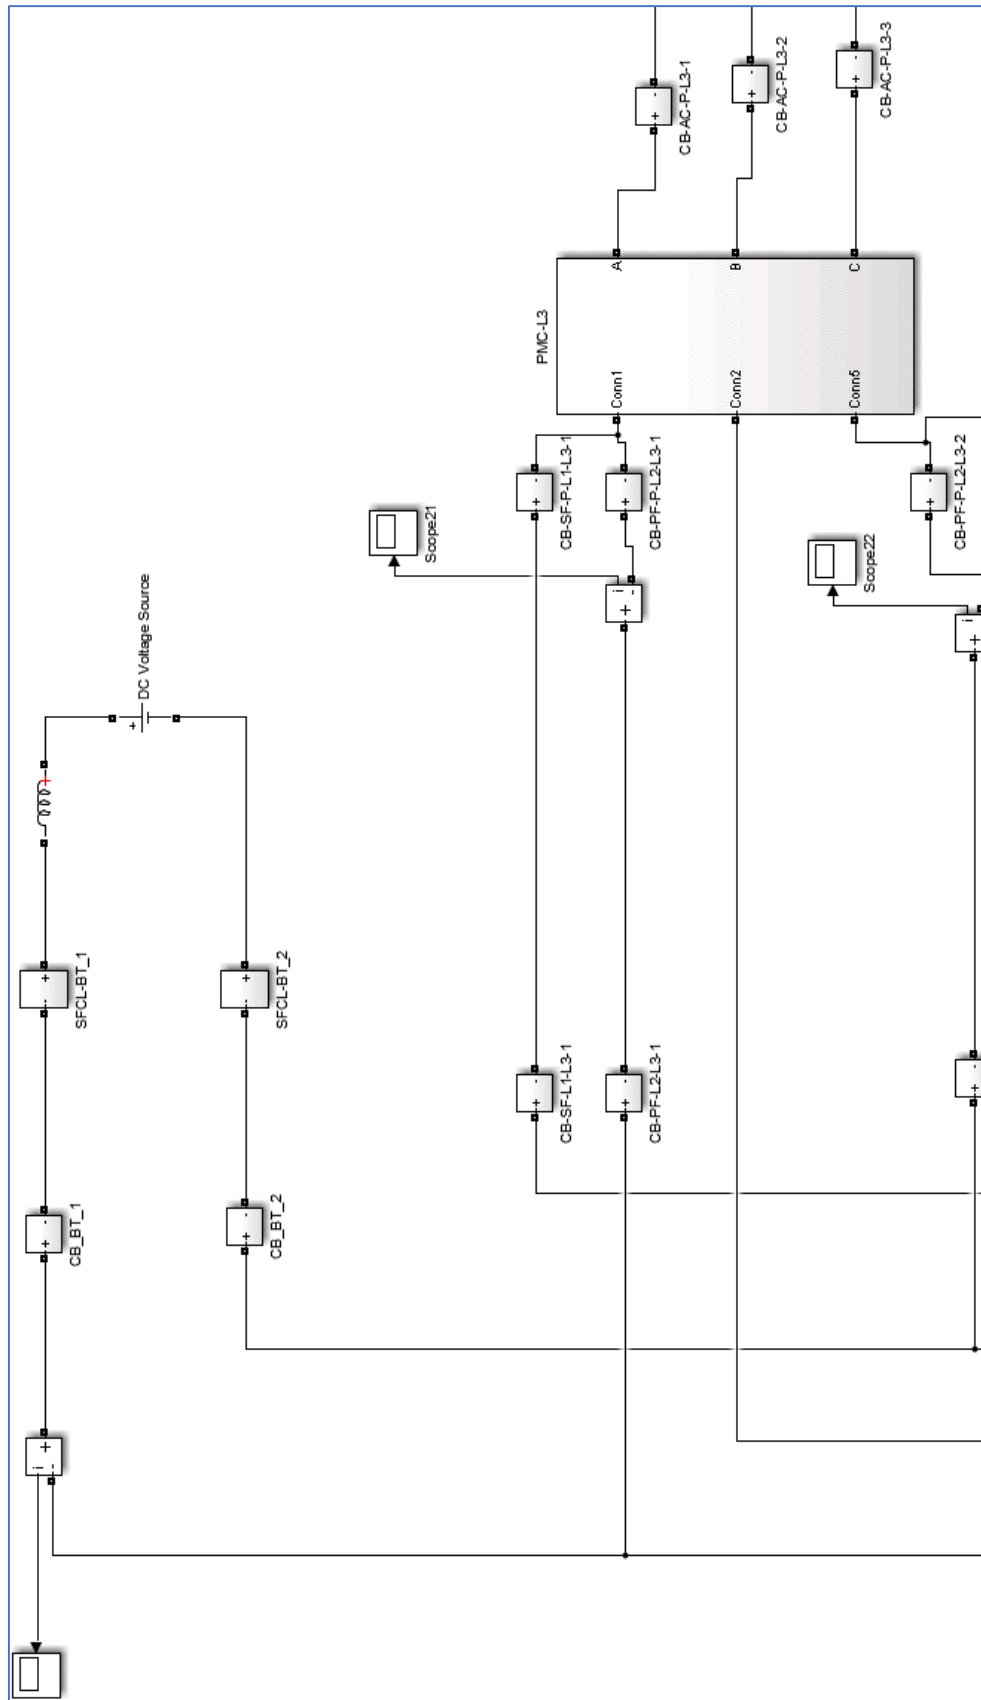 CB-AC-P-L3-1
CB-AC-P-L3-2
CB-AC-P-L3-3
A
B
C
PMC-L3
Conn1
Conn2
Conn5
CB-SF-P-L1-L3-1
CB-PF-P-L2-L3-1
CB-PF-P-L2-L3-2
Scope21
Scope22
i
+
-
i
+
DC Voltage Source
+
SFCL-BT_1
SFCL-BT_2
CB-SF-L1-L3-1
CB-PF-L2-L3-1
CB_BT_1
CB_BT_2
i
+
-